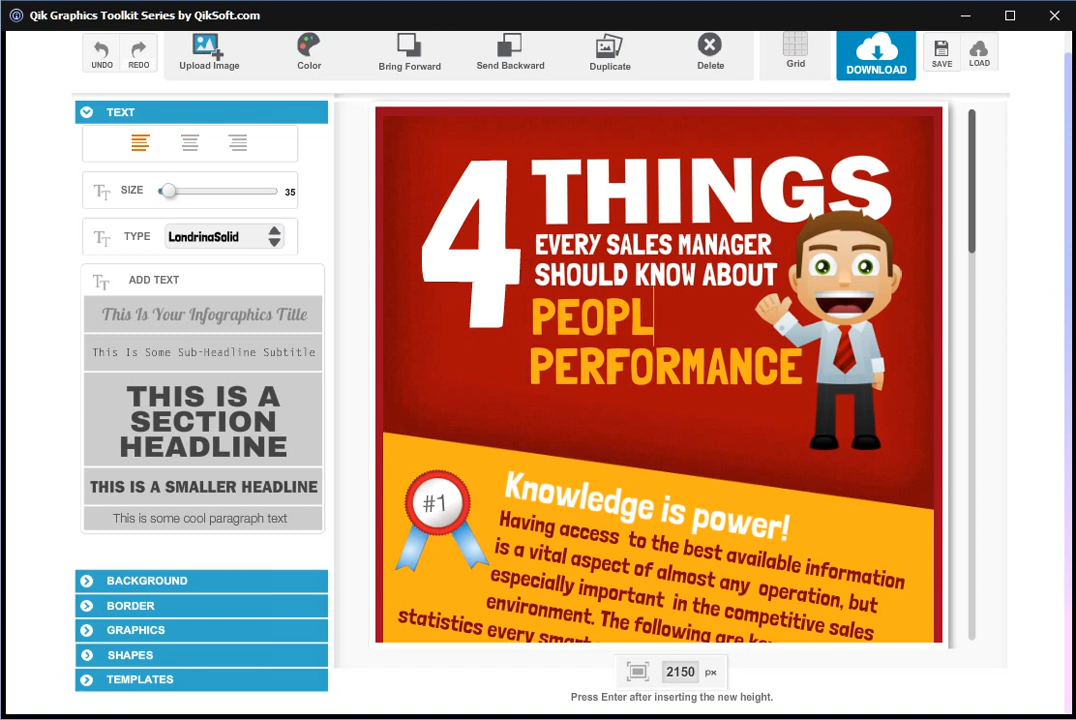 Qik Graphics Toolkit Series by QikSoft.com
UNDO
REDO
Upload Image
Color
Bring Forward
Send Backward
Duplicate
Delete
Grid
DOWNLOAD
SAVE
LOAD
TEXT
SIZE
35
TYPE
LondrinaSolid
ADD TEXT
This Is Your Infographics Title
This Is Some Sub-Headline Subtitle
THIS IS A
SECTION
HEADLINE
THIS IS A SMALLER HEADLINE
This is some cool paragraph text
BACKGROUND
BORDER
GRAPHICS
SHAPES
TEMPLATES
4 THINGS
EVERY SALES MANAGER
SHOULD KNOW ABOUT
PEOPL
PERFORMANCE
#1
Knowledge is power!
Having access to the best available information
is a vital aspect of almost any operation, but
especially important in the competitive sales
environment. The following are
statistics every
2150 px
Press Enter after inserting the new height.